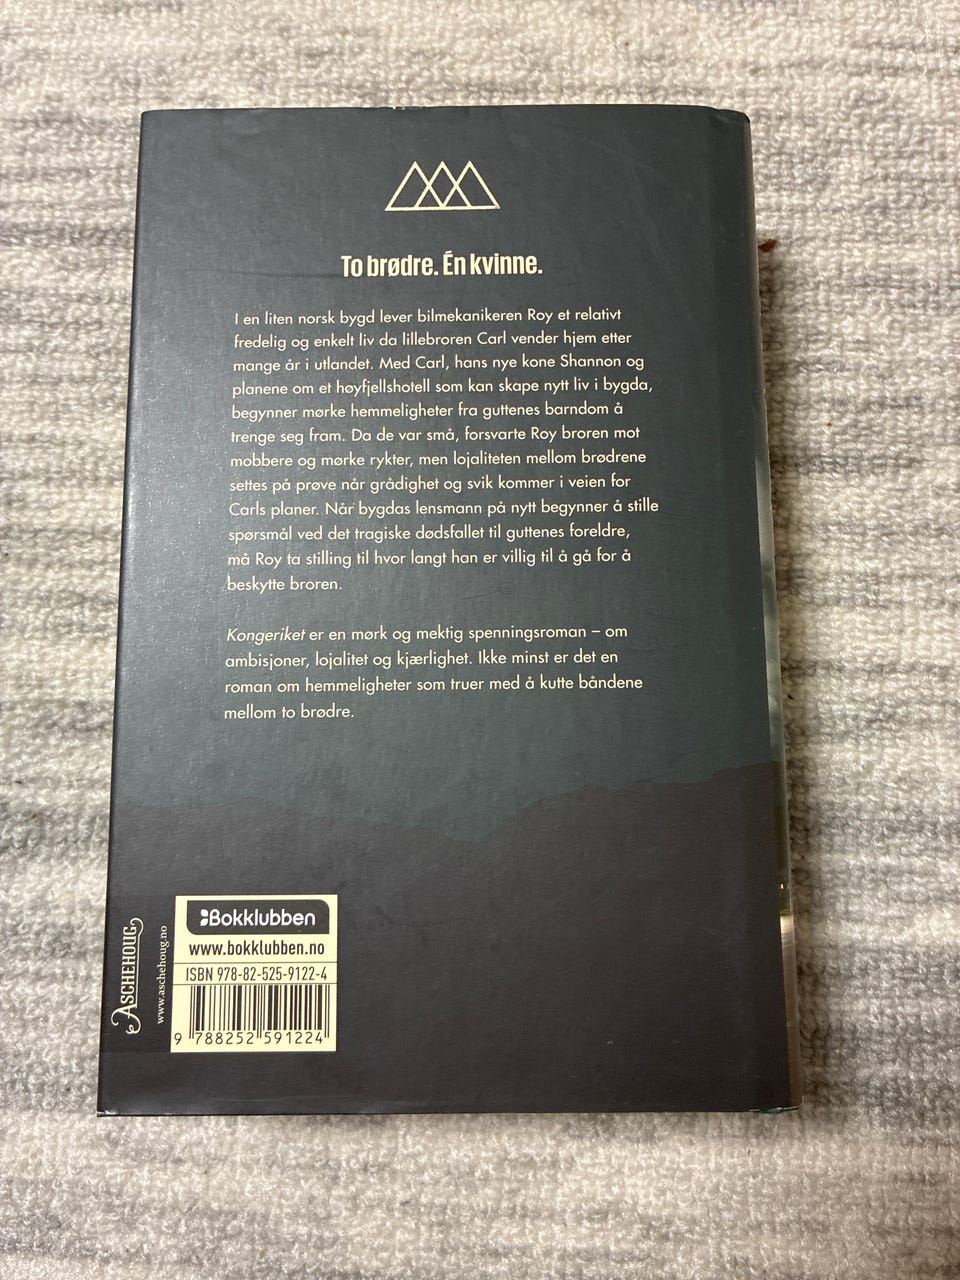 To brødre. Én kvinne.
I en liten norsk bygd lever bilmekanikeren Roy et relativt
fredelig og enkelt liv da lillebroren Carl vender hjem etter
mange år i utlandet. Med Carl, hans nye kone Shannon og
planene om et høyfjellshotell som kan skape nytt liv i bygda,
begynner mørke hemmeligheter fra guttenes barndom å
trenge seg fram. Da de var små, forsvarte Roy broren mot
mobbere og mørke rykter, men lojaliteten mellom brødrene
settes på prøve når grådighet og svik kommer i veien for
Carls planer. Når bygdas lensmann på nytt begynner å stille
spørsmål ved det tragiske dødsfallet til guttenes foreldre,
må Roy ta stilling til hvor langt han er villig til å gå for å
beskytte broren.
Kongeriket er en mørk og mektig spenningsroman – om
ambisjoner, lojalitet og kjærlighet. Ikke minst er det en
roman om hemmeligheter som truer med å kutte båndene
mellom to brødre.
ASCHEHOUG
www.aschehoug.no
Bokklubben
www.bokklubben.no
ISBN 978-82-525-9122-4
9 788252 591224